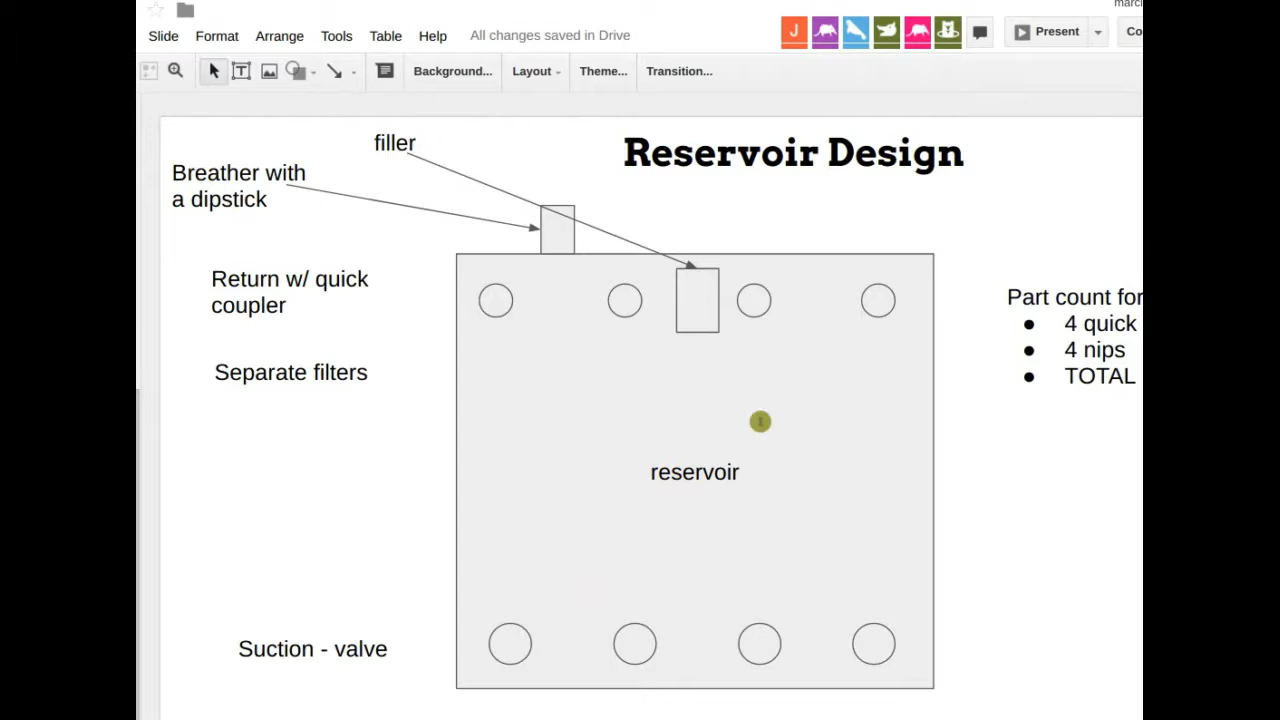 marci
Slide Format Arrange Tools Table Help All changes saved in Drive
J
Present
Co
Background... Layout Theme... Transition...
Reservoir Design
filler
Breather with
a dipstick
Return w/ quick
coupler
Separate filters
reservoir
Suction - valve
Part count for
● 4 quick
● 4 nips
● TOTAL